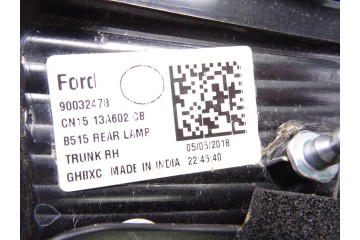 Ford
90032478
CN15 13A602 CB
B515 REAR LAMP
TRUNK RH
05/05/2018
GHBXC MADE IN INDIA 22:45:40